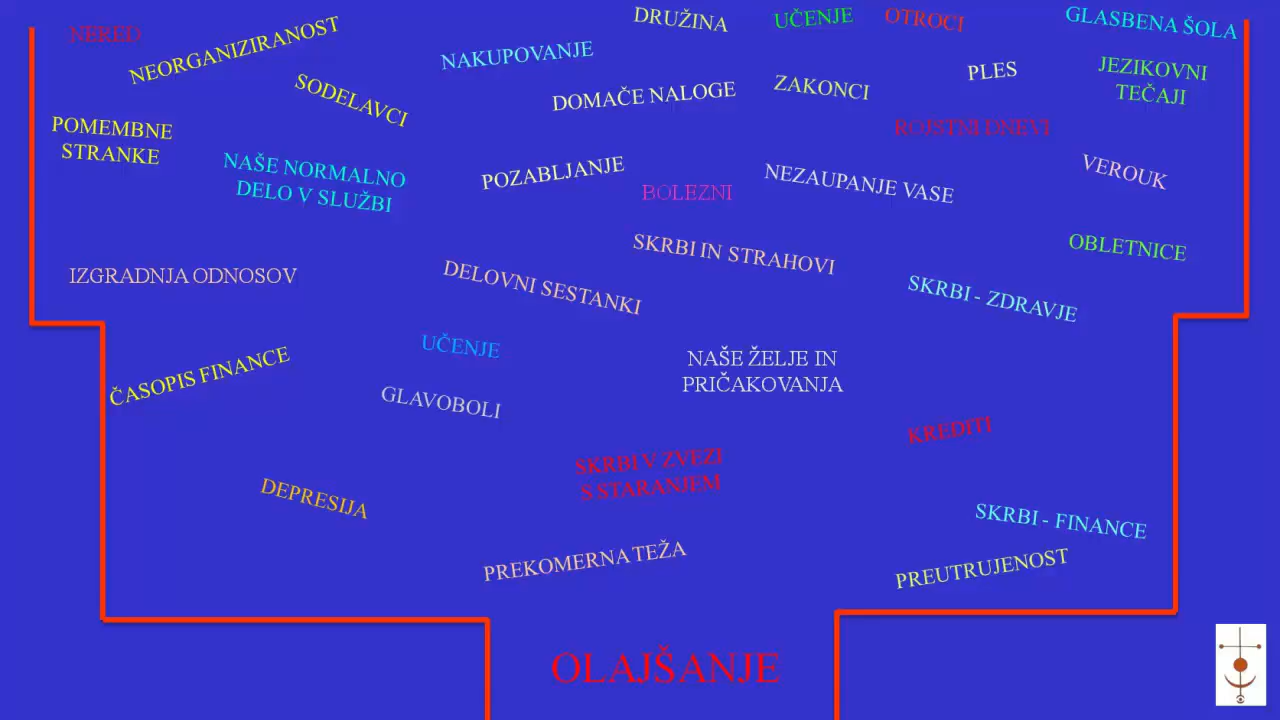 NERED
NEORGANIZIRANOST
DRUŽINA
UČENJE
OTROCI
GLASBENA ŠOLA
NAKUPOVANJE
SODELAVCI
DOMAČE NALOGE
ZAKONCI
PLES
JEZIKOVNI
TEČAJI
POMEMBNE
STRANKE
ROJSTNI DNEVI
NAŠE NORMALNO
DELO V SLUŽBI
POZABLJANJE
BOLEZNI
NEZAUPANJE VASE
VEROUK
SKRBI IN STRAHOVI
OBLETNICE
IZGRADNJA ODNOSOV
DELOVNI SESTANKI
SKRBI - ZDRAVJE
UČENJE
NAŠE ŽELJE IN
PRIČAKOVANJA
ČASOPIS FINANCE
GLAVOBOLI
KREDITI
SKRBI V ZVEZI
S STARANJEM
DEPRESIJA
SKRBI - FINANCE
PREKOMERNA TEŽA
PREUTRUJENOST
OLAJŠANJE